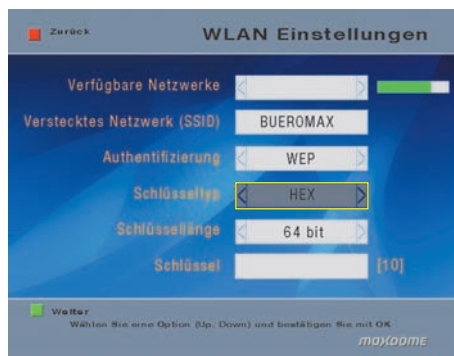 Zurück
WLAN Einstellungen
Verfügbare Netzwerke
Verstecktes Netzwerk (SSID) BUEROMAX
Authentifizierung WEP
Schlüsseltyp HEX
Schlüssellänge 64 bit
Schlüssel [10]
Weiter
Wählen Sie eine Option (Up, Down) und bestätigen Sie mit OK
maxdome